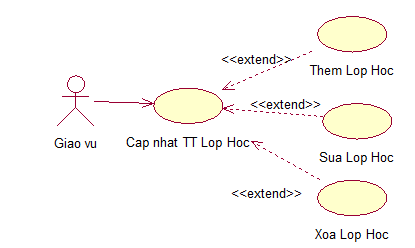 <<extend>>
Them Lop Hoc
<<extend>>
Giao vu
Cap nhat TT Lop Hoc
Sua Lop Hoc
<<extend>>
Xoa Lop Hoc